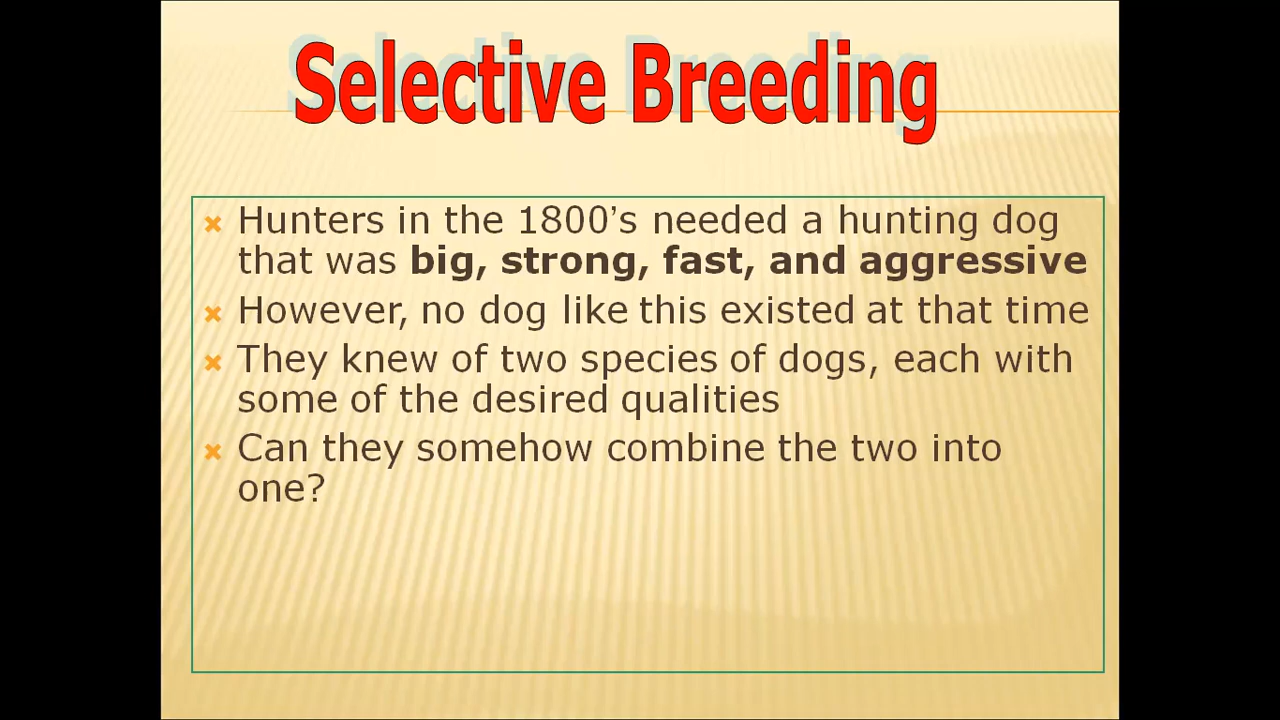 Selective Breeding
Hunters in the 1800’s needed a hunting dog
that was big, strong, fast, and aggressive
However, no dog like this existed at that time
They knew of two species of dogs, each with
some of the desired qualities
Can they somehow combine the two into
one?